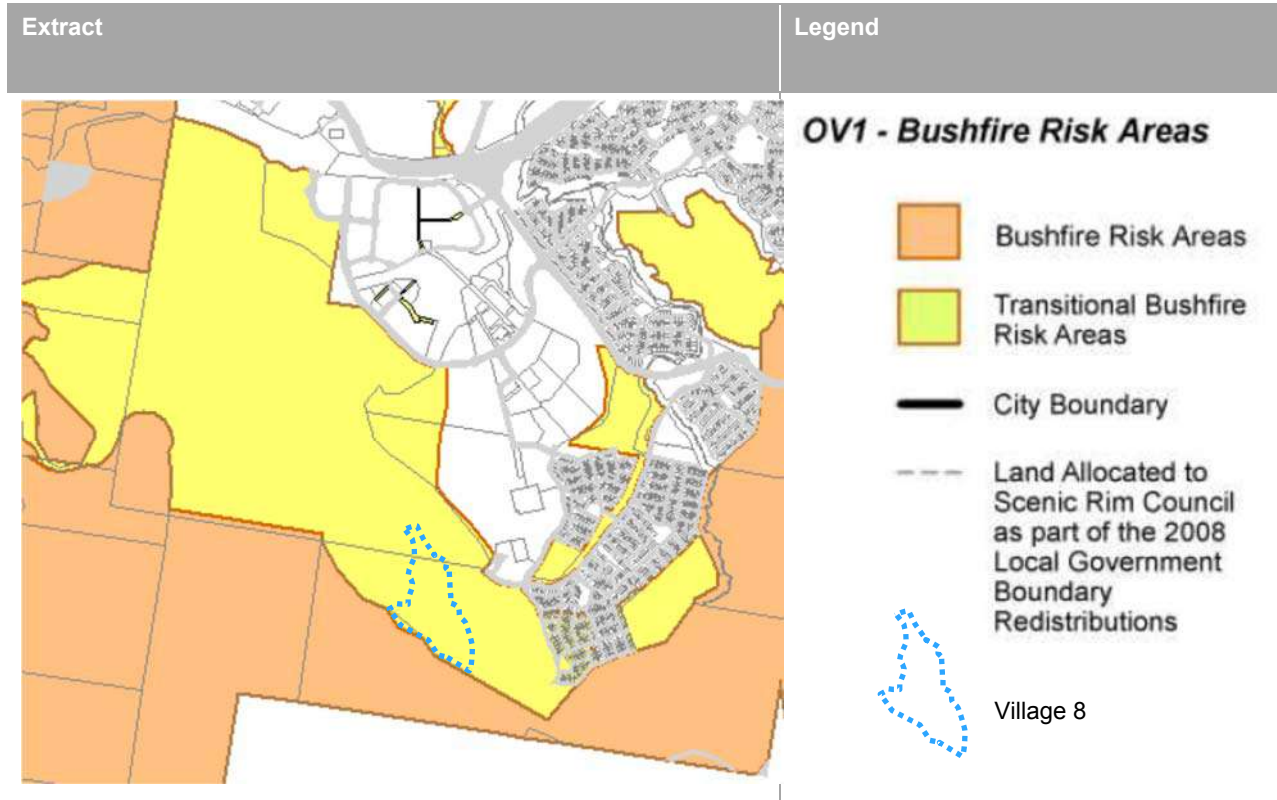 Extract
Legend
OV1 - Bushfire Risk Areas
Bushfire Risk Areas
Transitional Bushfire
Risk Areas
City Boundary
Land Allocated to
Scenic Rim Council
as part of the 2008
Local Government
Boundary
Redistributions
Village 8